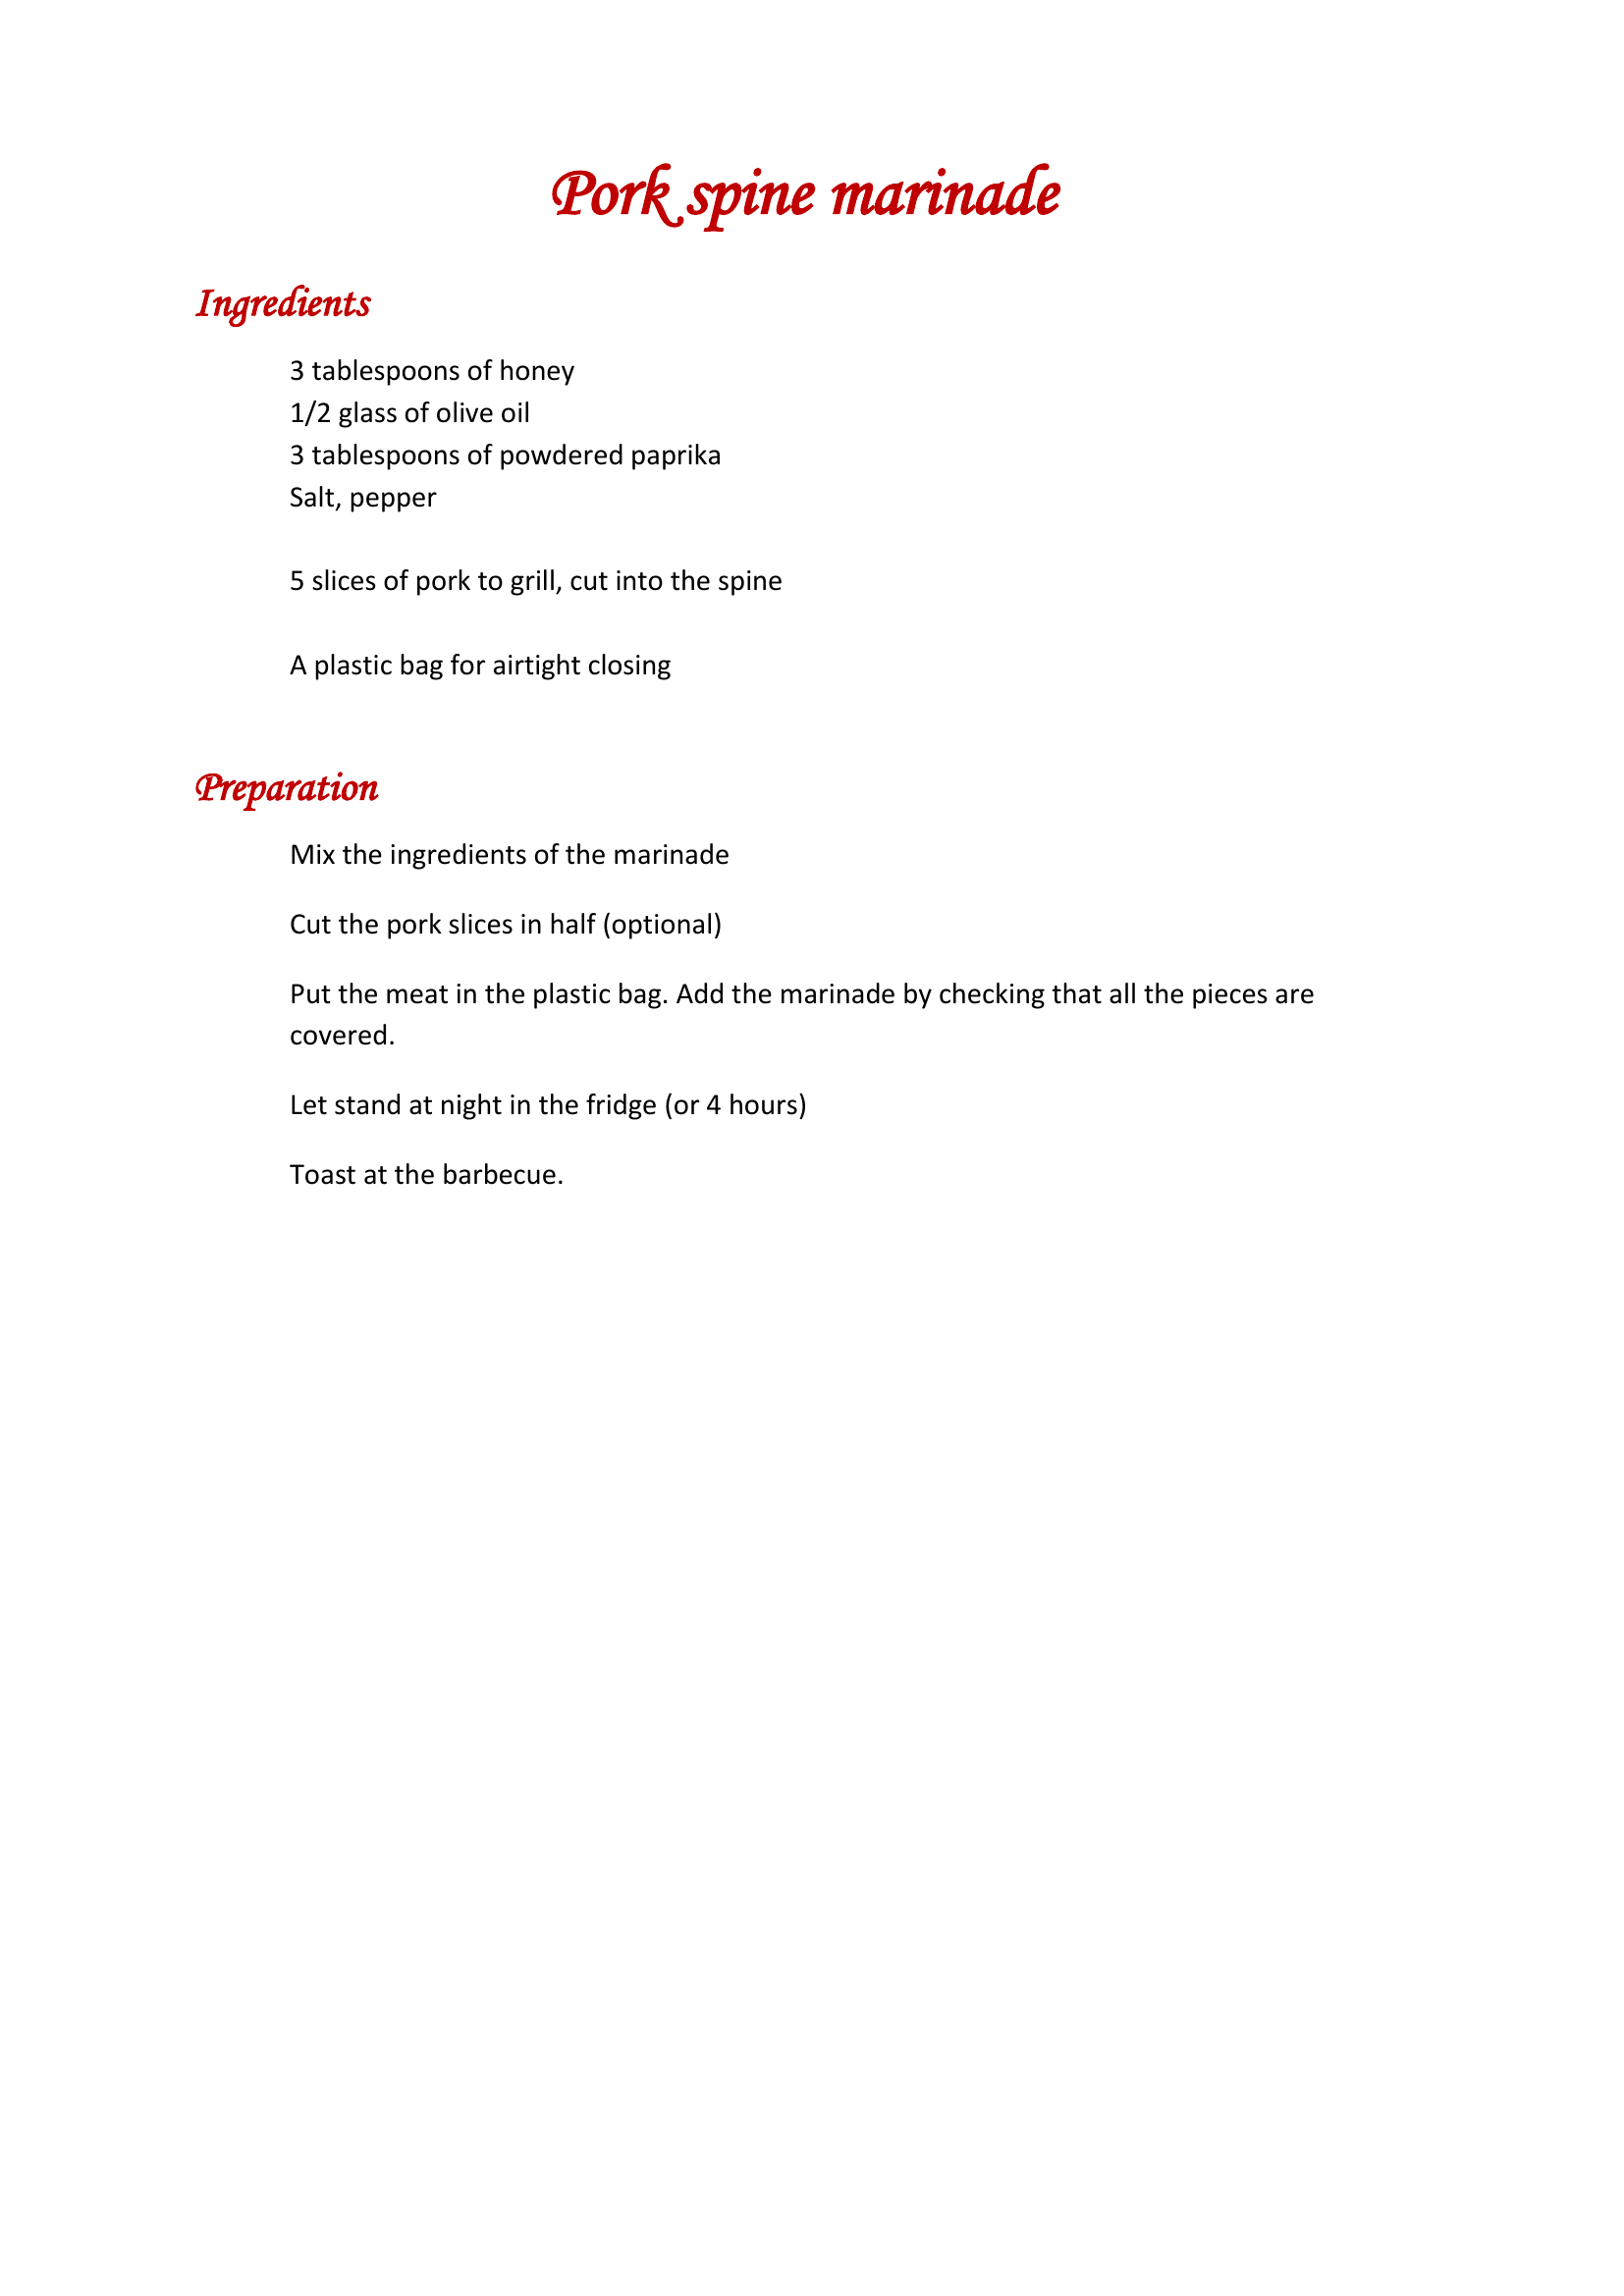 Pork spine marinade
Ingredients
3 tablespoons of honey
1/2 glass of olive oil
3 tablespoons of powdered paprika
Salt, pepper
5 slices of pork to grill, cut into the spine
A plastic bag for airtight closing
Preparation
Mix the ingredients of the marinade
Cut the pork slices in half (optional)
Put the meat in the plastic bag. Add the marinade by checking that all the pieces are
covered.
Let stand at night in the fridge (or 4 hours)
Toast at the barbecue.